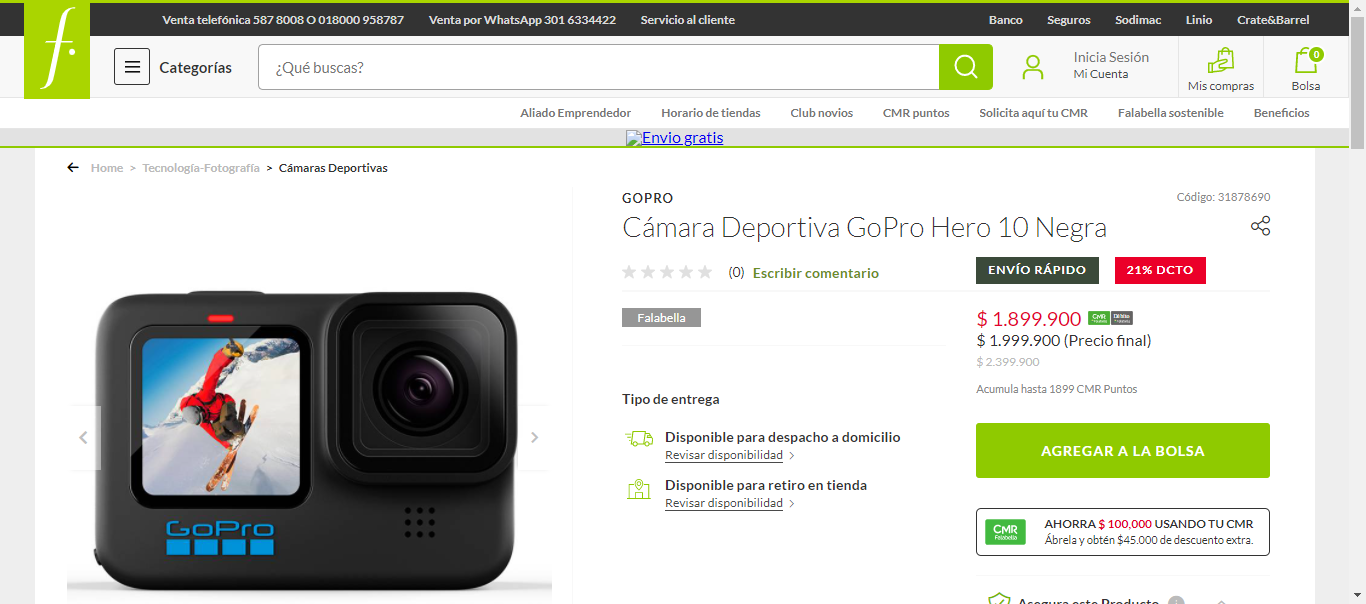 Venta telefónica 587 8008 O 018000 958787
Venta por WhatsApp 301 6334422
Servicio al cliente
Banco
Seguros
Sodimac
Linio
Crate&Barrel
f.
Categorías
¿Qué buscas?
Inicia Sesión
Mi Cuenta
Mis compras
0
Bolsa
Aliado Emprendedor
Horario de tiendas
Club novios
CMR puntos
Solicita aquí tu CMR
Falabella sostenible
Beneficios
Envio gratis
Home > Tecnología-Fotografía > Cámaras Deportivas
GOPRO
Código: 31878690
Cámara Deportiva GoPro Hero 10 Negra
(0) Escribir comentario
ENVÍO RÁPIDO
21% DCTO
Falabella
$ 1.899.900
CMR
$ 1.999.900 (Precio final)
$ 2.399.900
Acumula hasta 1899 CMR Puntos
Tipo de entrega
Disponible para despacho a domicilio
Revisar disponibilidad
Disponible para retiro en tienda
Revisar disponibilidad
AGREGAR A LA BOLSA
CMR
Falabella
AHORRA $ 100,000 USANDO TU CMR
Ábrela y obtén $45.000 de descuento extra.
Asegura este Producto
GoPro